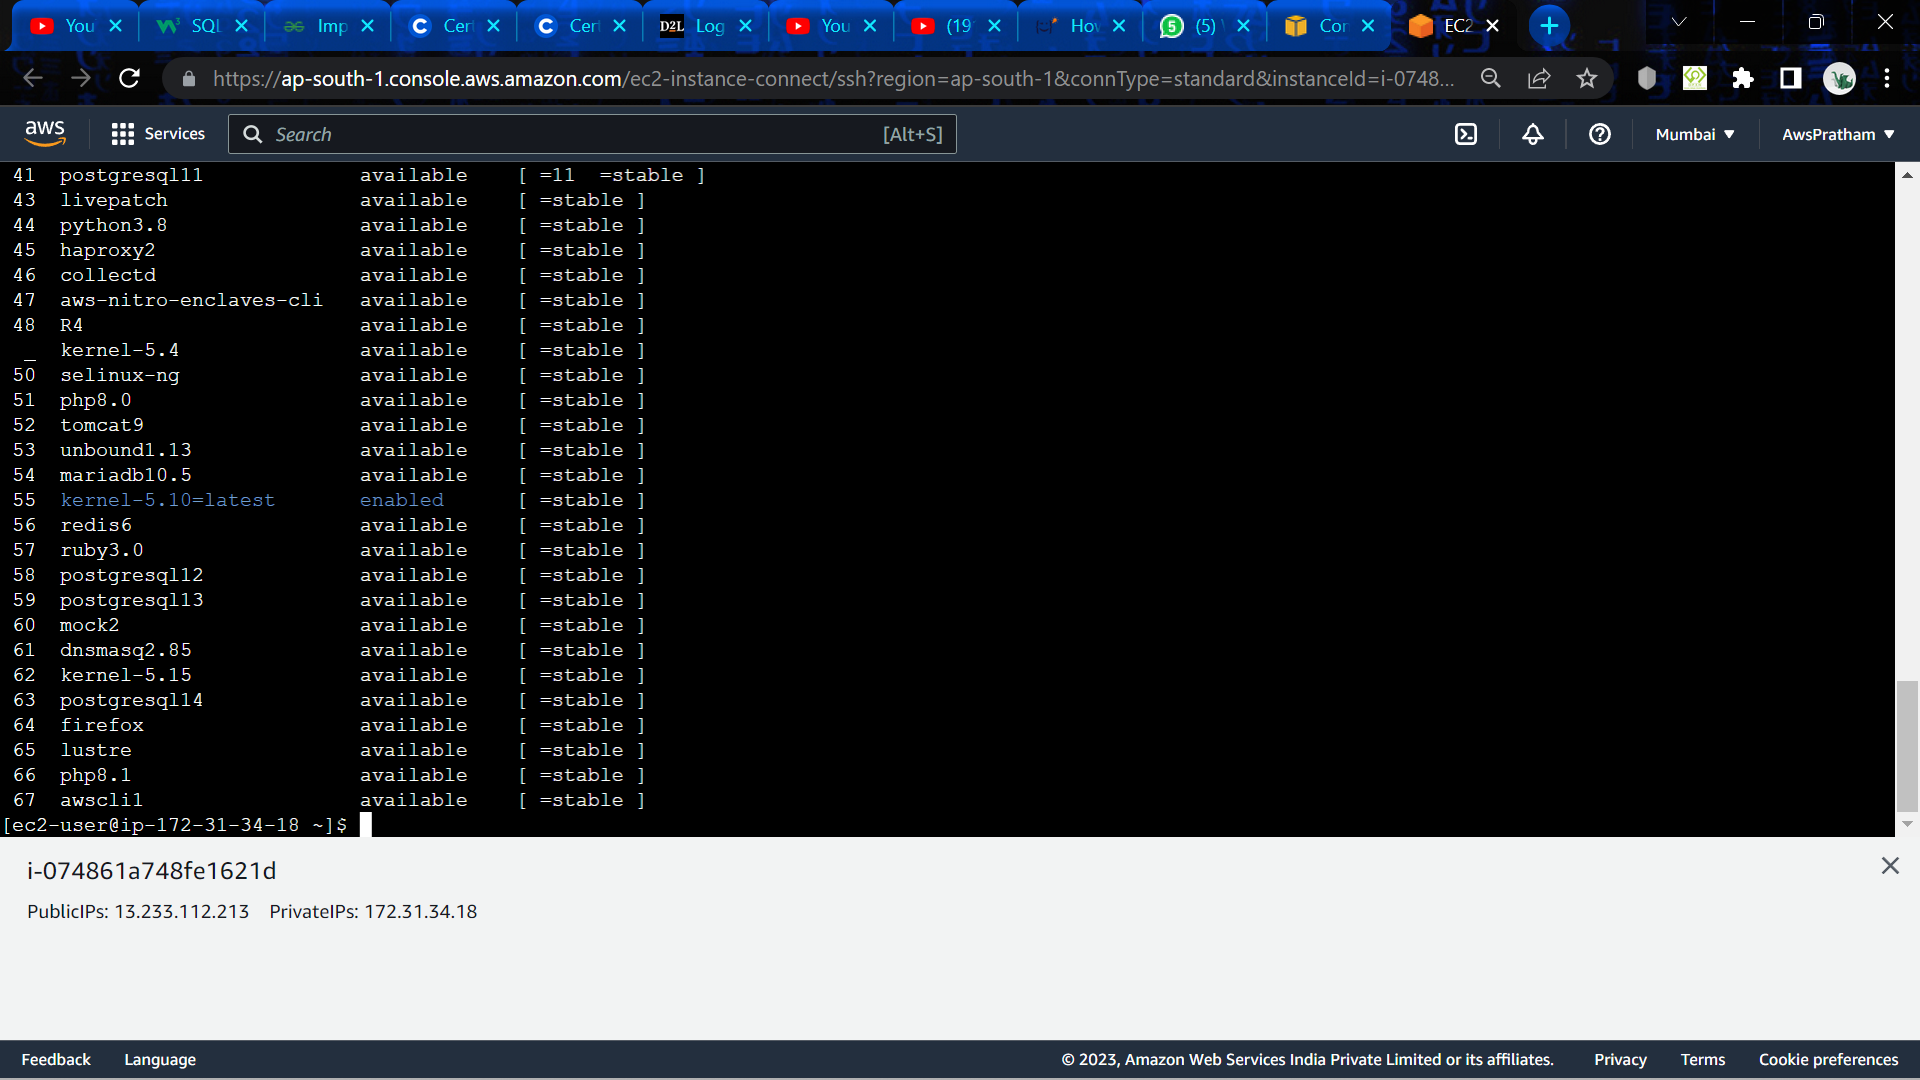 You
SQL
Imp
Cert
Cert
D2L Log
You
(19
How
5 (5)
Cor
EC2
https://ap-south-1.console.aws.amazon.com/ec2-instance-connect/ssh?region=ap-south-1&connType=standard&instanceId=i-0748...
aws Services Search [Alt+S] Mumbai AwsPratham
41 postgresql11 available [ =11 =stable ]
43 livepatch available [ =stable ]
44 python3.8 available [ =stable ]
45 haproxy2 available [ =stable ]
46 collectd available [ =stable ]
47 aws-nitro-enclaves-cli available [ =stable ]
48 R4 available [ =stable ]
_ kernel-5.4 available [ =stable ]
50 selinux-ng available [ =stable ]
51 php8.0 available [ =stable ]
52 tomcat9 available [ =stable ]
53 unbound1.13 available [ =stable ]
54 mariadb10.5 available [ =stable ]
55 kernel-5.10=latest enabled [ =stable ]
56 redis6 available [ =stable ]
57 ruby3.0 available [ =stable ]
58 postgresql12 available [ =stable ]
59 postgresql13 available [ =stable ]
60 mock2 available [ =stable ]
61 dnsmasq2.85 available [ =stable ]
62 kernel-5.15 available [ =stable ]
63 postgresql14 available [ =stable ]
64 firefox available [ =stable ]
65 lustre available [ =stable ]
66 php8.1 available [ =stable ]
67 awscli1 available [ =stable ]
[ec2-user@ip-172-31-34-18 ~]$
i-074861a748fe1621d
PublicIPs: 13.233.112.213 PrivateIPs: 172.31.34.18
Feedback Language © 2023, Amazon Web Services India Private Limited or its affiliates. Privacy Terms Cookie preferences